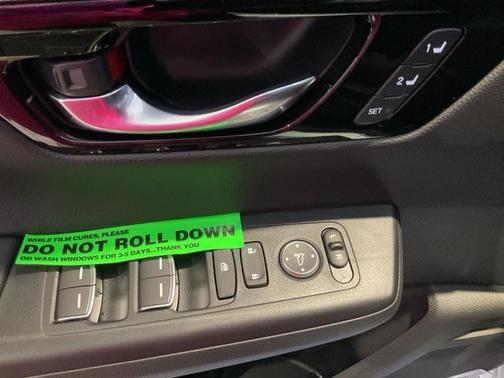 1
2
SET
WHILE FILM CURES, PLEASE
DO NOT ROLL DOWN
OR WASH WINDOWS FOR 3-5 DAYS...THANK YOU
R